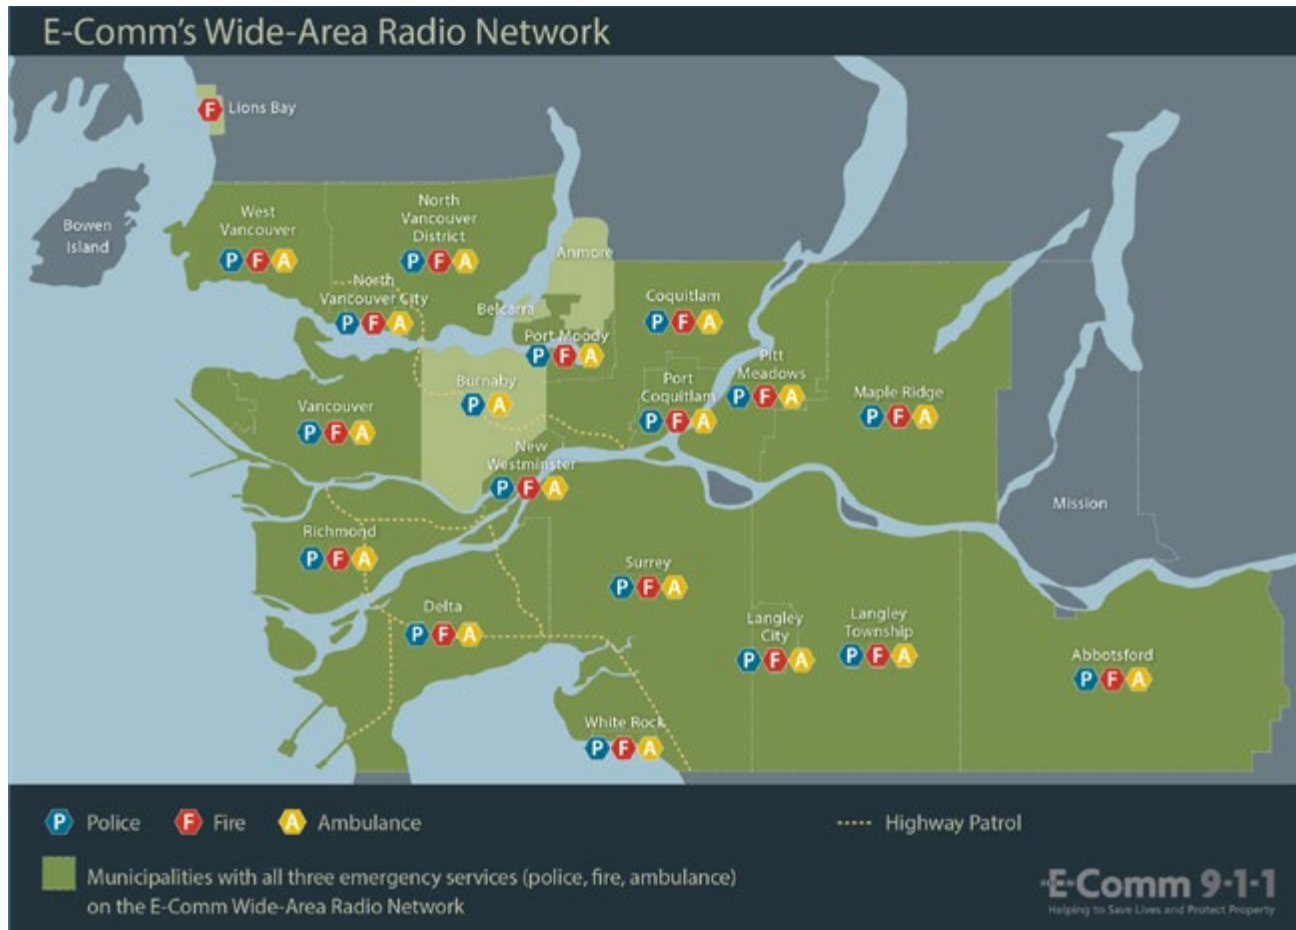 E-Comm's Wide-Area Radio Network
F Lions Bay
Bowen
Island
West
Vancouver
P F A
North
Vancouver
District
P F A
North
Vancouver City
P F A
Anmore
Belcarra
Port Moody
P F A
Coquitlam
P F A
Pitt
Meadows
P F A
Port
Coquitlam
P F A
Maple Ridge
P F A
Burnaby
P A
Vancouver
P F A
New
Westminster
P F A
Mission
Richmond
P F A
Surrey
P F A
Delta
P F A
Langley
City
P F A
Langley
Township
P F A
Abbotsford
P F A
White Rock
P F A
P Police F Fire A Ambulance
Highway Patrol
Municipalities with all three emergency services (police, fire, ambulance)
on the E-Comm Wide-Area Radio Network
E-Comm 9-1-1
Helping to Save Lives and Protect Property